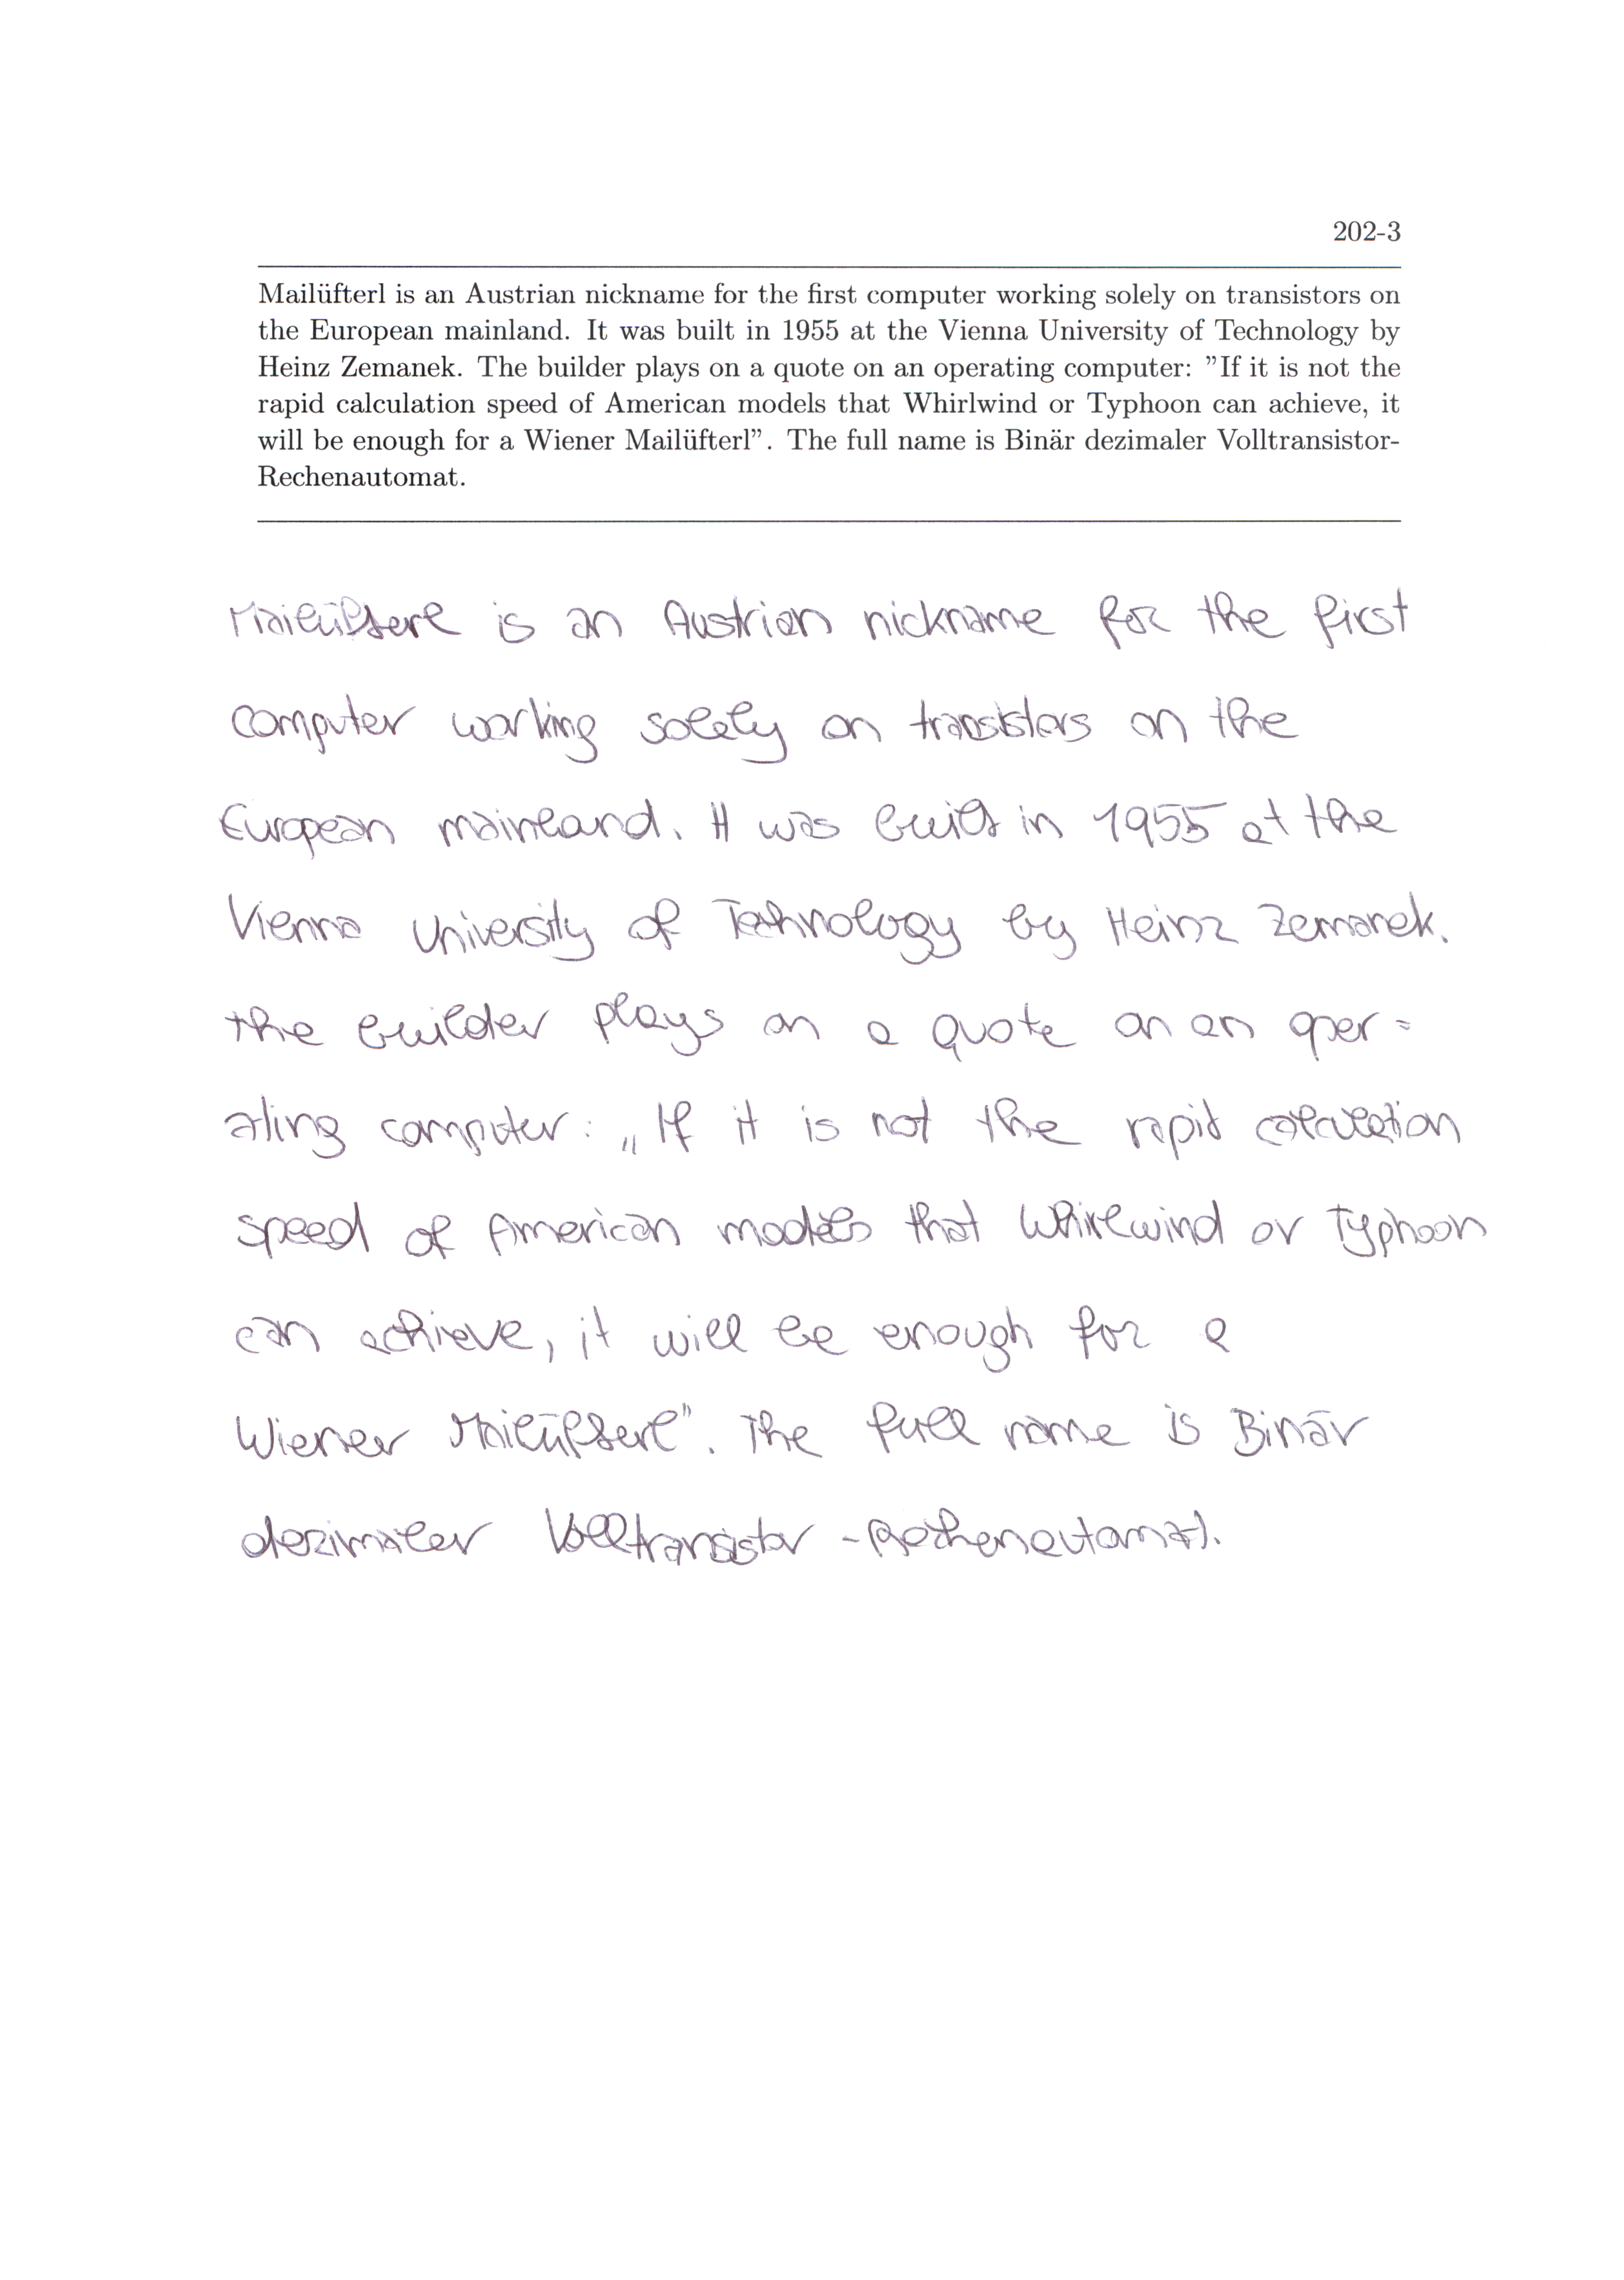 202-3
Mailüfterl is an Austrian nickname for the first computer working solely on transistors on
the European mainland. It was built in 1955 at the Vienna University of Technology by
Heinz Zemanek. The builder plays on a quote on an operating computer: ”If it is not the
rapid calculation speed of American models that Whirlwind or Typhoon can achieve, it
will be enough for a Wiener Mailüfterl”. The full name is Binär dezimaler Volltransistor-
Rechenautomat.
Mailüfterl is an Austrian nickname for the first
computer working solely on transistors on the
European mainland. It was built in 1955 at the
Vienna University of Technology by Heinz Zemanek.
the builder plays on a quote on an oper=
ating computer: „If it is not the rapid calculation
speed of American models that Whirlwind or Typhoon
can achieve, it will be enough for a
Wiener Mailüfterl". The full name is Binär
dezimaler Volltransistor -Rechenautomat.